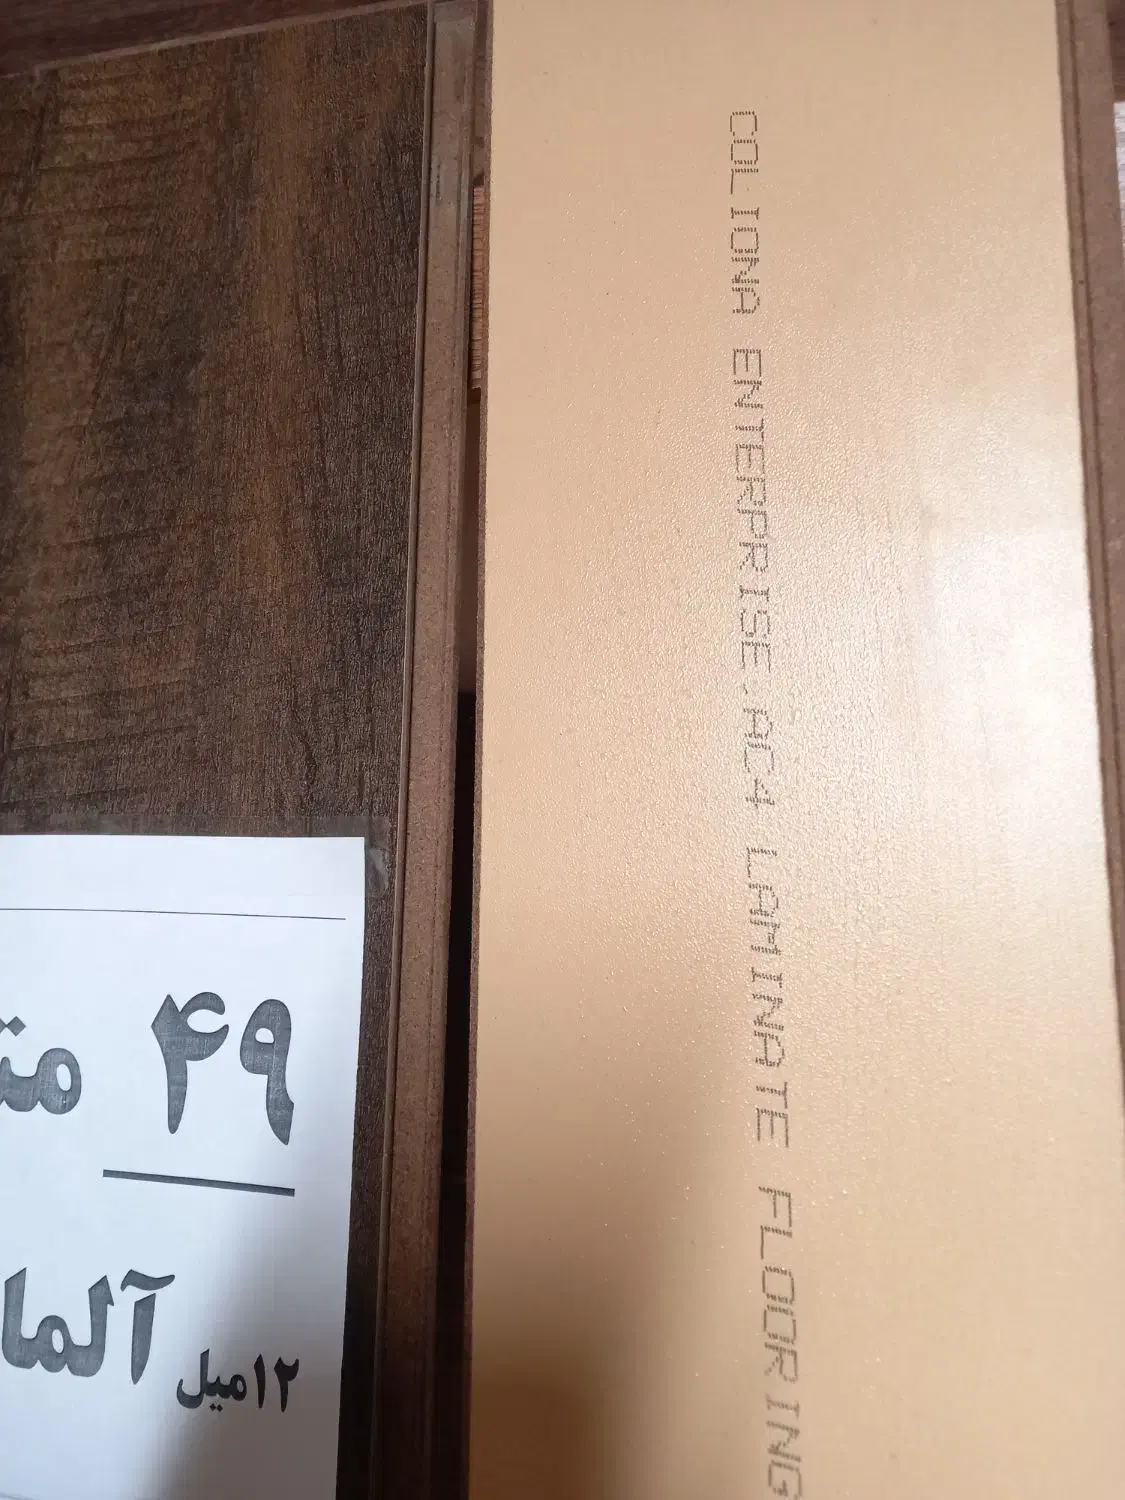 COLIONA ENTERPRISE.AC4 LAMINATE FLOORING
۴۹ مت
۱۲میل آلما